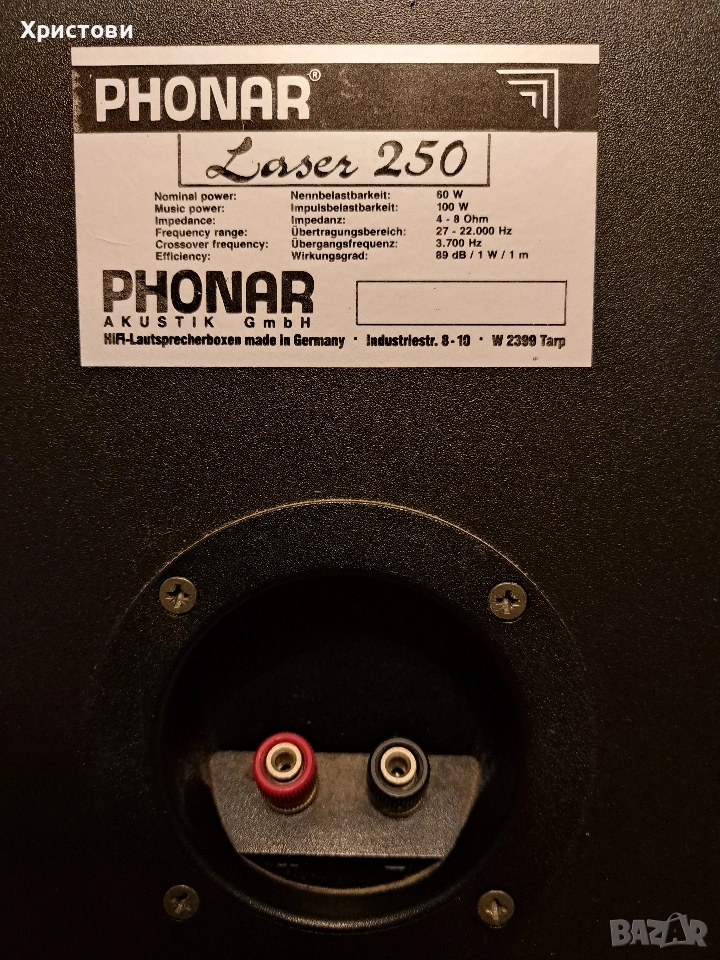 Христови
PHONAR®
Laser 250
Nominal power: Nennbelastbarkeit: 60 W
Music power: Impulsbelastbarkeit: 100 W
Impedance: Impedanz: 4 - 8 Ohm
Frequency range: Übertragungsbereich: 27 - 22.000 Hz
Crossover frequency: Übergangsfrequenz: 3.700 Hz
Efficiency: Wirkungsgrad: 89 dB / 1 W / 1 m
PHONAR
AKUSTIK GmbH
HiFi-Lautsprecherboxen made in Germany · Industriestr. 8-10 · W 2399 Tarp
BAZAR